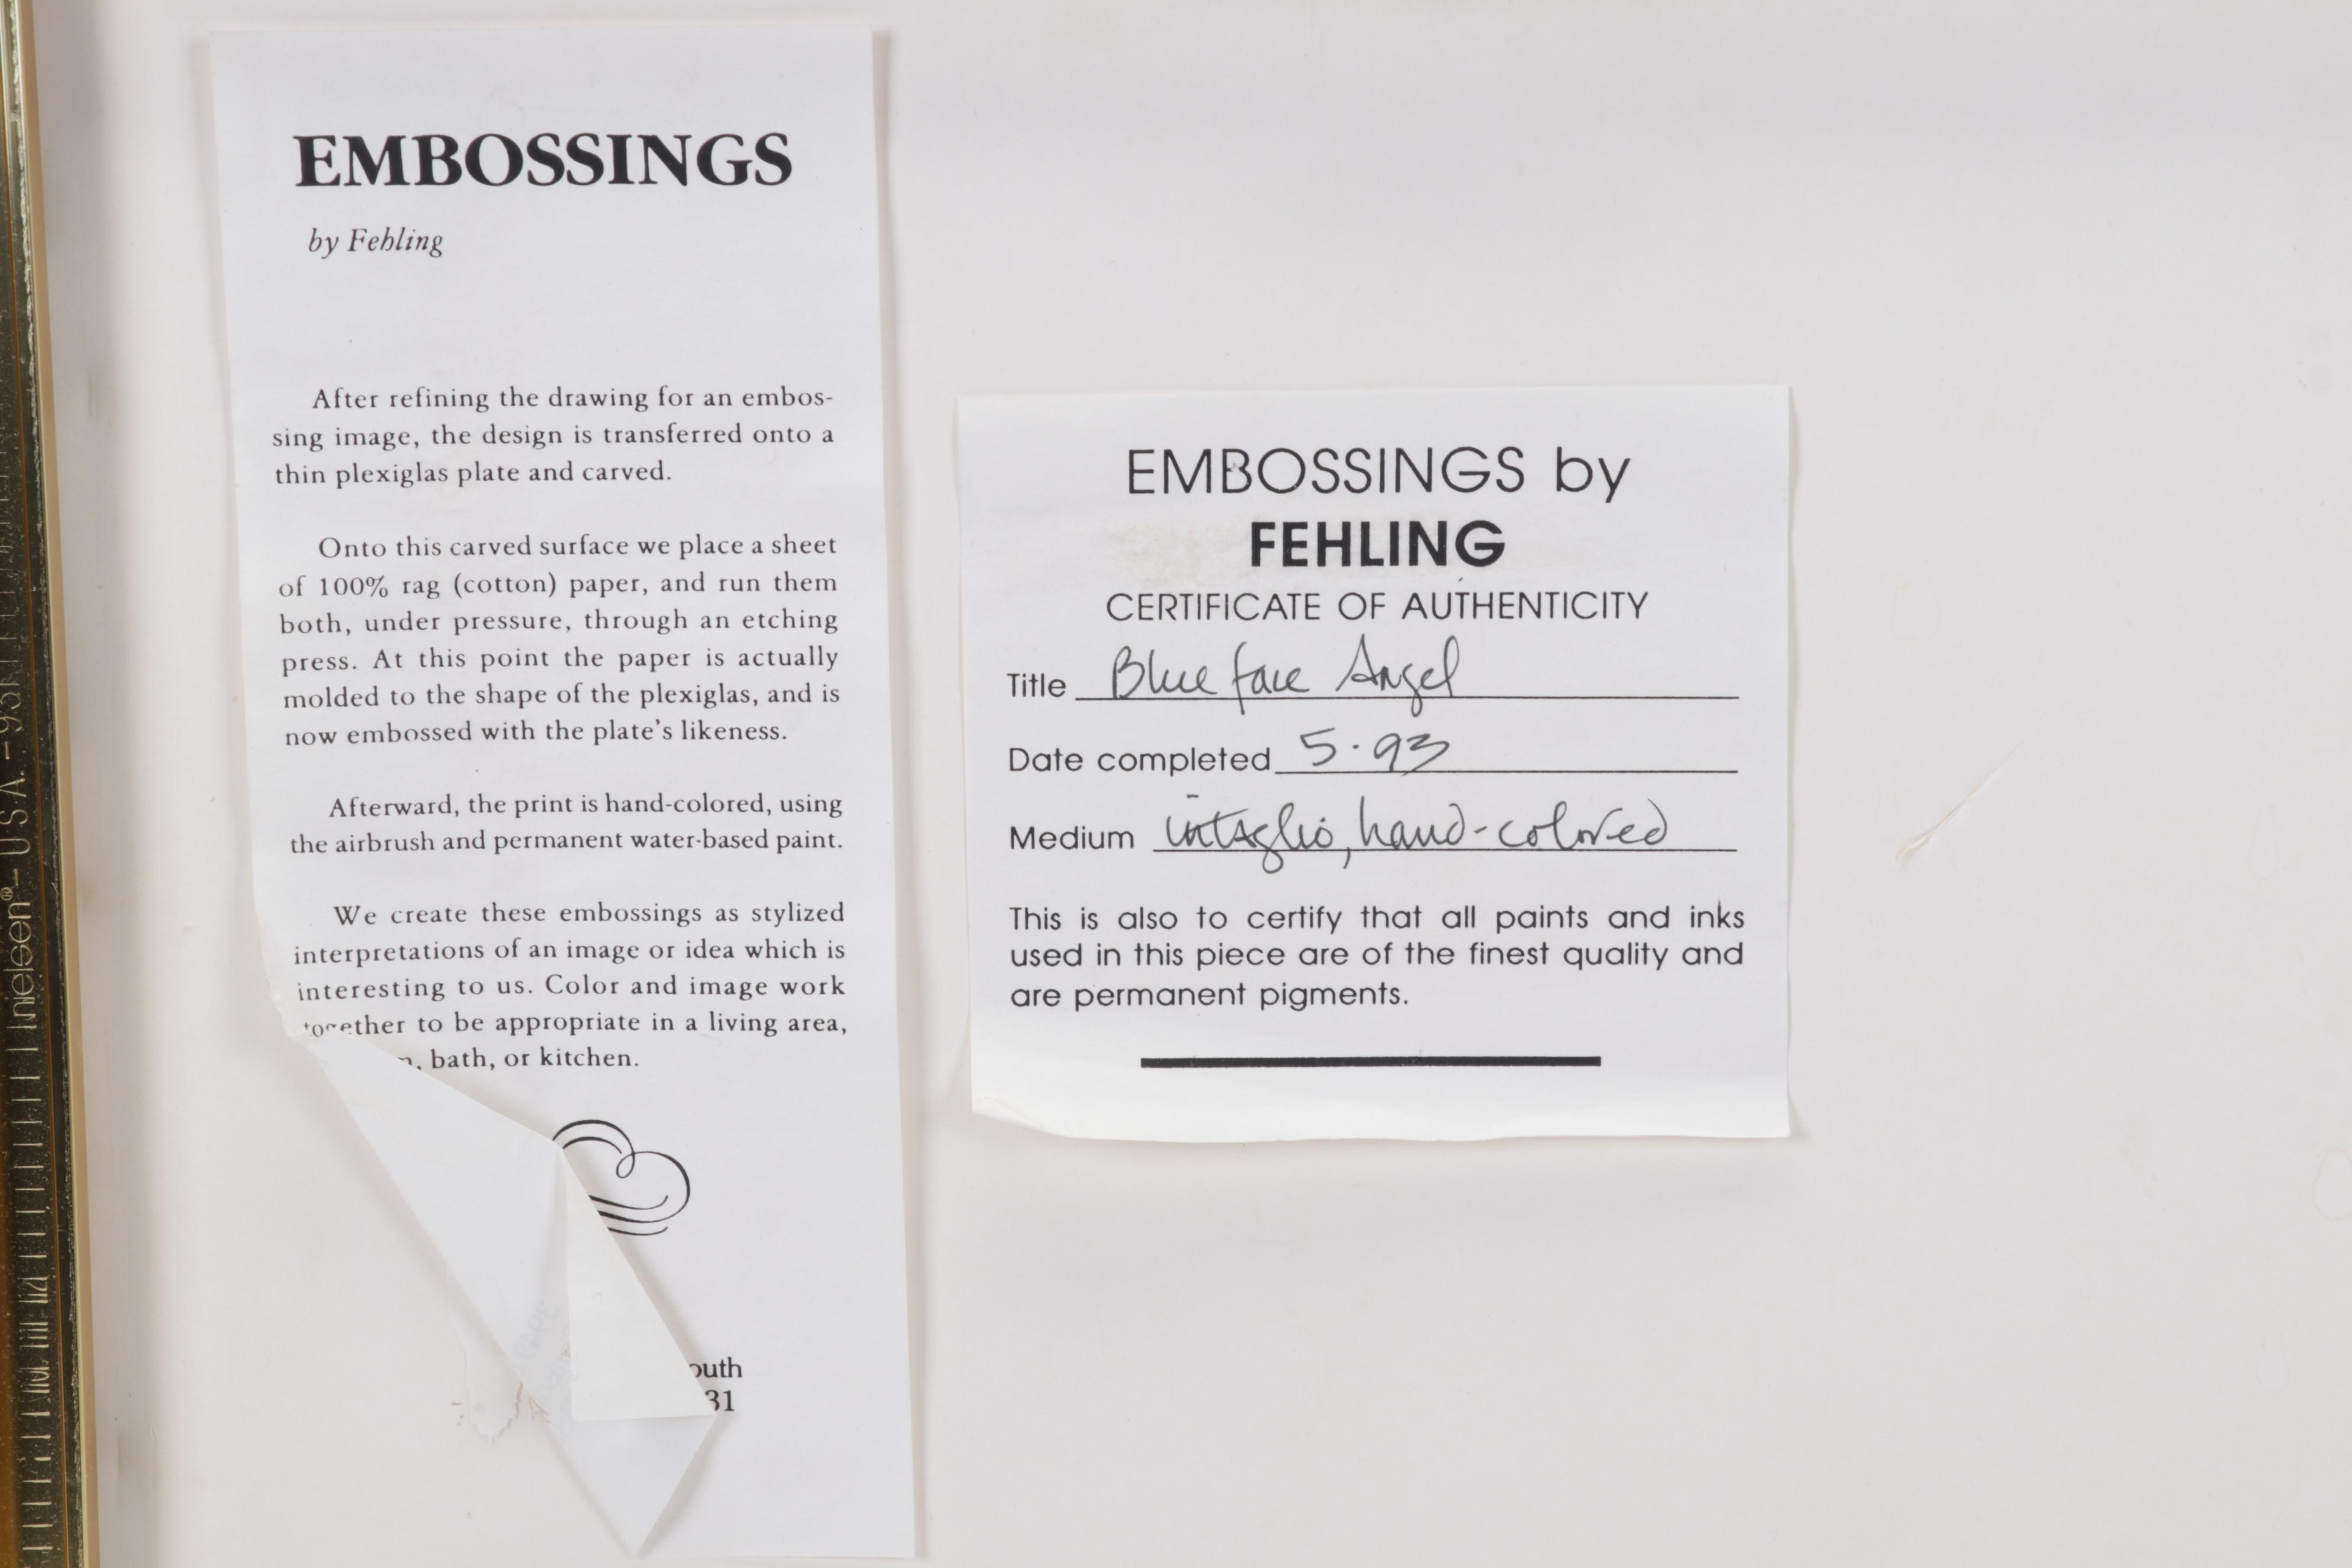 EMBOSSINGS
by Fehling
After refining the drawing for an embos-
sing image, the design is transferred onto a
thin plexiglas plate and carved.
Onto this carved surface we place a sheet
of 100% rag (cotton) paper, and run them
both, under pressure, through an etching
press. At this point the paper is actually
molded to the shape of the plexiglas, and is
now embossed with the plate's likeness.
Afterward, the print is hand-colored, using
the airbrush and permanent water-based paint.
We create these embossings as stylized
interpretations of an image or idea which is
interesting to us. Color and image work
together to be appropriate in a living area,
, bath, or kitchen.
outh
31
EMBOSSINGS by
FEHLING
CERTIFICATE OF AUTHENTICITY
Title Blue face Angel
Date completed 5·93
Medium intaglio, hand-colored
This is also to certify that all paints and inks
used in this piece are of the finest quality and
are permanent pigments.
nielsen® – U.S.A. –